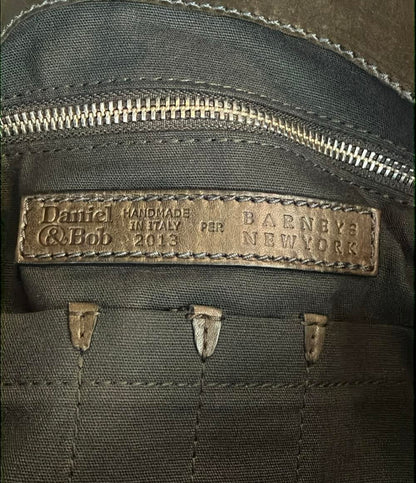 Daniel
&Bob
HANDMADE
IN ITALY
2013
PER
BARNEYS
NEWYORK